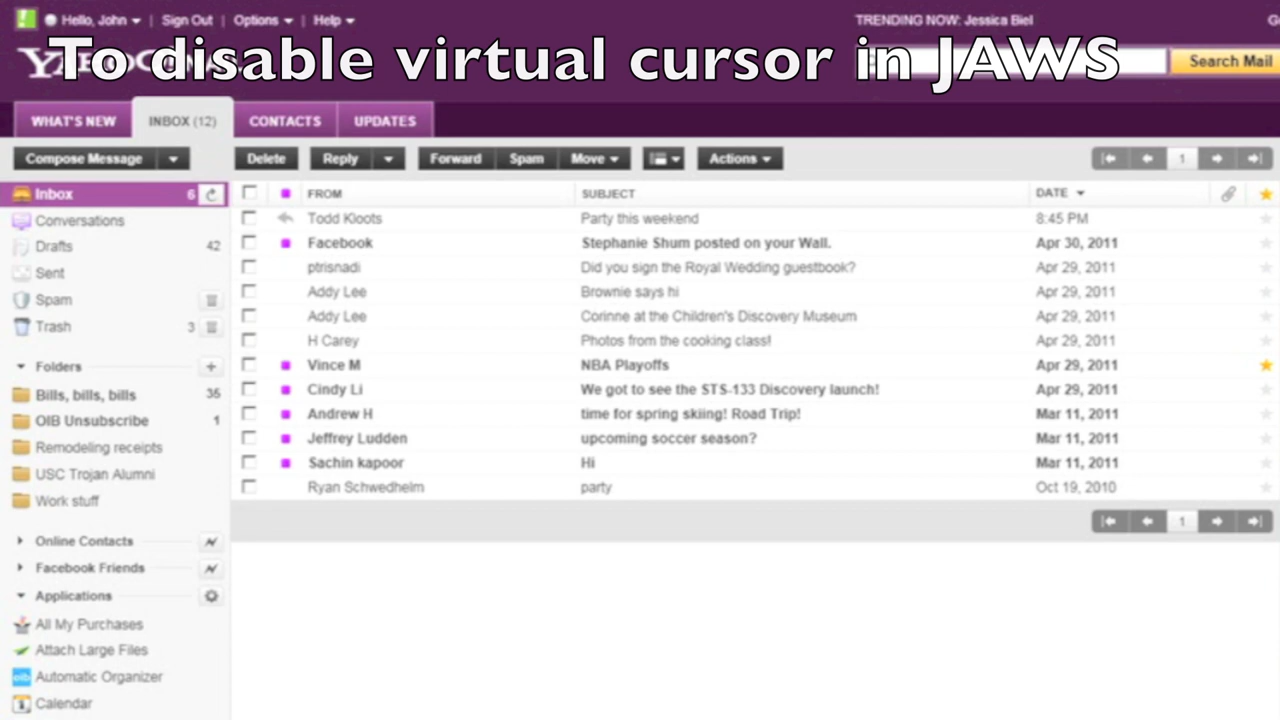 Hello, John | Sign Out | Options | Help
TRENDING NOW: Jessica Biel
To disable virtual cursor in JAWS
Search Mail
WHAT'S NEW INBOX (12) CONTACTS UPDATES
Compose Message Delete Reply Forward Spam Move Actions 1
Inbox 6
Conversations
Drafts 42
Sent
Spam
Trash 3
Folders
Bills, bills, bills 35
OIB Unsubscribe 1
Remodeling receipts
USC Trojan Alumni
Work stuff
Online Contacts
Facebook Friends
Applications
All My Purchases
Attach Large Files
oib Automatic Organizer
Calendar
FROM SUBJECT DATE
Todd Kloots Party this weekend 8:45 PM
Facebook Stephanie Shum posted on your Wall. Apr 30, 2011
ptrisnadi Did you sign the Royal Wedding guestbook? Apr 29, 2011
Addy Lee Brownie says hi Apr 29, 2011
Addy Lee Corinne at the Children's Discovery Museum Apr 29, 2011
H Carey Photos from the cooking class! Apr 29, 2011
Vince M NBA Playoffs Apr 29, 2011
Cindy Li We got to see the STS-133 Discovery launch! Apr 29, 2011
Andrew H time for spring skiing! Road Trip! Mar 11, 2011
Jeffrey Ludden upcoming soccer season? Mar 11, 2011
Sachin kapoor Hi Mar 11, 2011
Ryan Schwedhelm party Oct 19, 2010
1